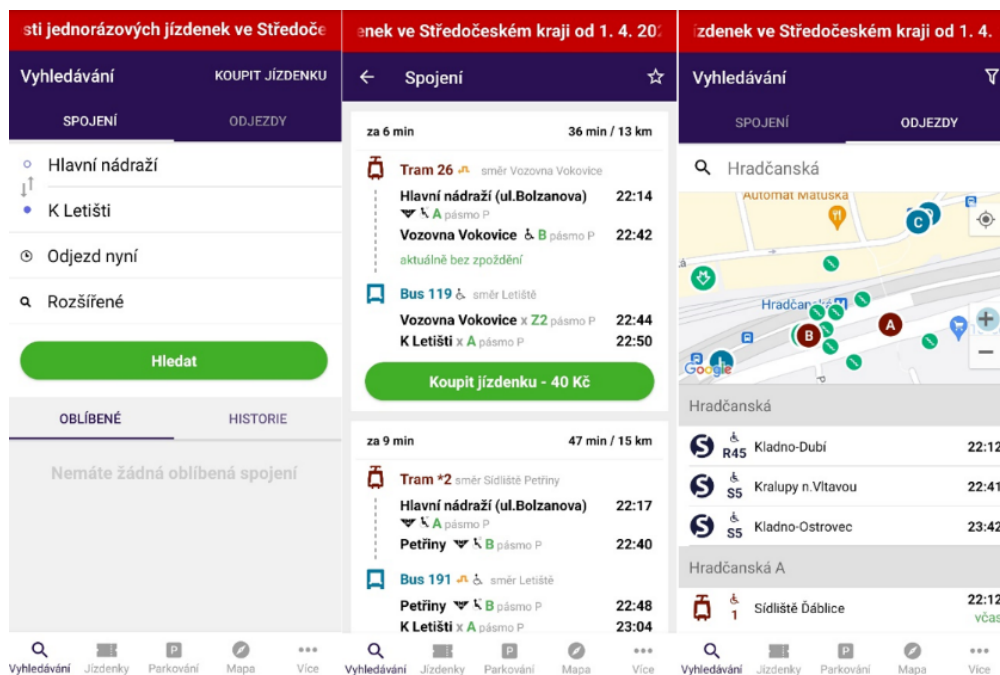 sti jednorázových jízdenek ve Středoče
Vyhledávání KOUPIT JÍZDENKU
SPOJENÍ ODJEZDY
Hlavní nádraží
K Letišti
Odjezd nyní
Rozšířené
Hledat
OBLÍBENÉ HISTORIE
Nemáte žádná oblíbená spojení
Vyhledávání Jízdenky Parkování Mapa Více
enek ve Středočeském kraji od 1. 4. 202
Spojení
za 6 min 36 min / 13 km
Tram 26 směr Vozovna Vokovice
Hlavní nádraží (ul.Bolzanova) 22:14
A pásmo P
Vozovna Vokovice B pásmo P 22:42
aktuálně bez zpoždění
Bus 119 směr Letiště
Vozovna Vokovice x Z2 pásmo P 22:44
K Letišti x A pásmo P 22:50
Koupit jízdenku - 40 Kč
za 9 min 47 min / 15 km
Tram *2 směr Sídliště Petřiny
Hlavní nádraží (ul.Bolzanova) 22:17
A pásmo P
Petřiny B pásmo P 22:40
Bus 191 směr Letiště
Petřiny B pásmo P 22:48
K Letišti x A pásmo P 23:04
Vyhledávání Jízdenky Parkování Mapa Více
ízdenek ve Středočeském kraji od 1. 4.
Vyhledávání
SPOJENÍ ODJEZDY
Hradčanská
Automat Matuška
C
Hradčanská
A
B
Google
Hradčanská
S R45 Kladno-Dubí 22:12
S S5 Kralupy n.Vltavou 22:41
S S5 Kladno-Ostrovec 23:42
Hradčanská A
1 Sídliště Ďáblice 22:12
včas
Vyhledávání Jízdenky Parkování Mapa Více